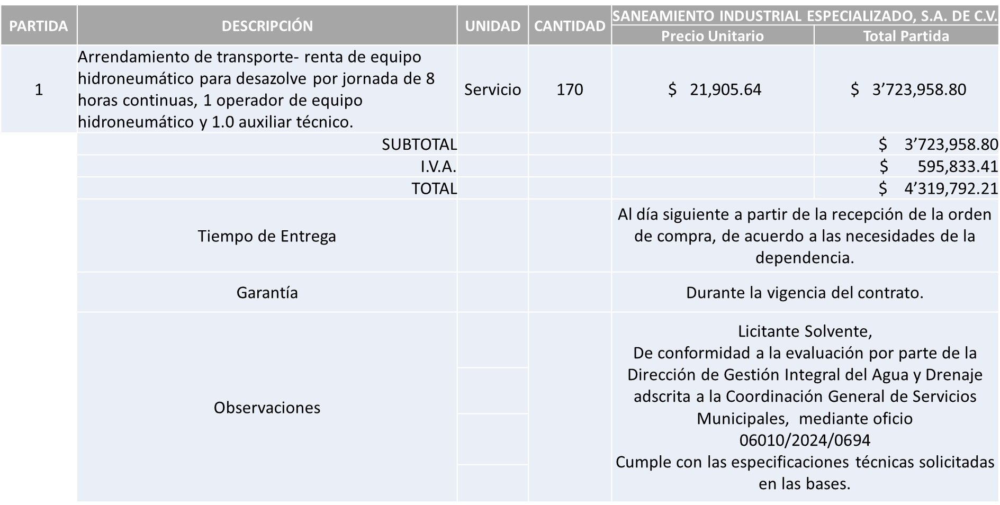 PARTIDA DESCRIPCIÓN UNIDAD CANTIDAD SANEAMIENTO INDUSTRIAL ESPECIALIZADO, S.A. DE C.V.
Precio Unitario Total Partida
1
Arrendamiento de transporte- renta de equipo
hidroneumático para desazolve por jornada de 8
horas continuas, 1 operador de equipo
hidroneumático y 1.0 auxiliar técnico.
Servicio 170 $ 21,905.64 $ 3’723,958.80
SUBTOTAL $ 3’723,958.80
I.V.A. $ 595,833.41
TOTAL $ 4’319,792.21
Tiempo de Entrega
Al día siguiente a partir de la recepción de la orden
de compra, de acuerdo a las necesidades de la
dependencia.
Garantía Durante la vigencia del contrato.
Observaciones
Licitante Solvente,
De conformidad a la evaluación por parte de la
Dirección de Gestión Integral del Agua y Drenaje
adscrita a la Coordinación General de Servicios
Municipales, mediante oficio
06010/2024/0694
Cumple con las especificaciones técnicas solicitadas
en las bases.